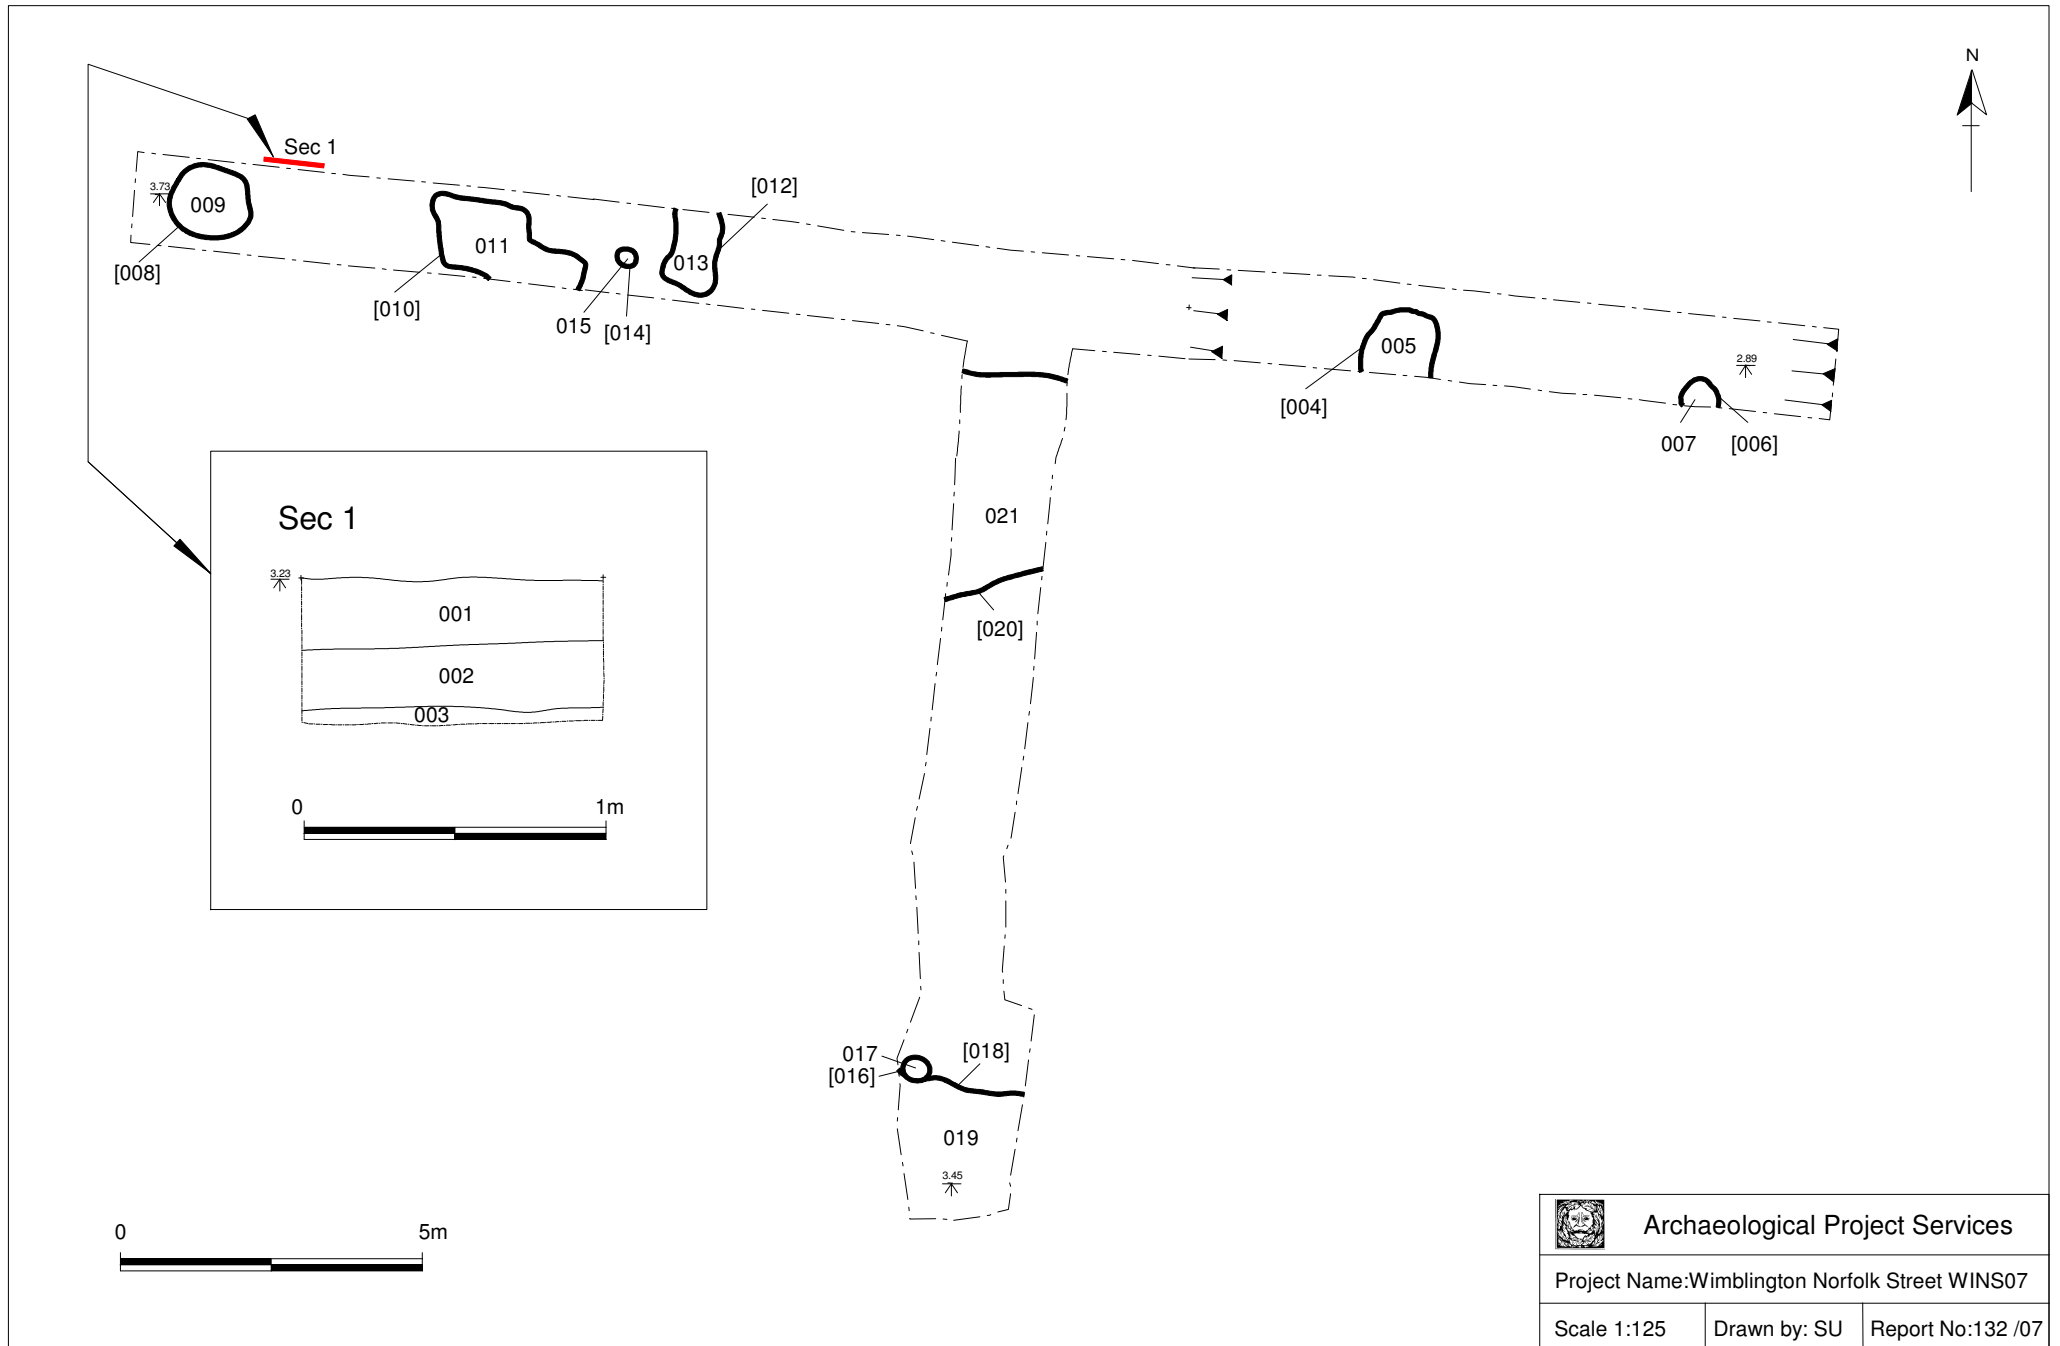 N
Sec 1
[012]
3.73
009
011
013
[008]
[010]
015
[014]
005
2.89
[004]
007
[006]
021
[020]
Sec 1
3.23
001
002
003
0
1m
017
[016]
[018]
019
3.45
0
5m
Archaeological Project Services
Project Name:Wimblington Norfolk Street WINS07
Scale 1:125
Drawn by: SU
Report No:132 /07